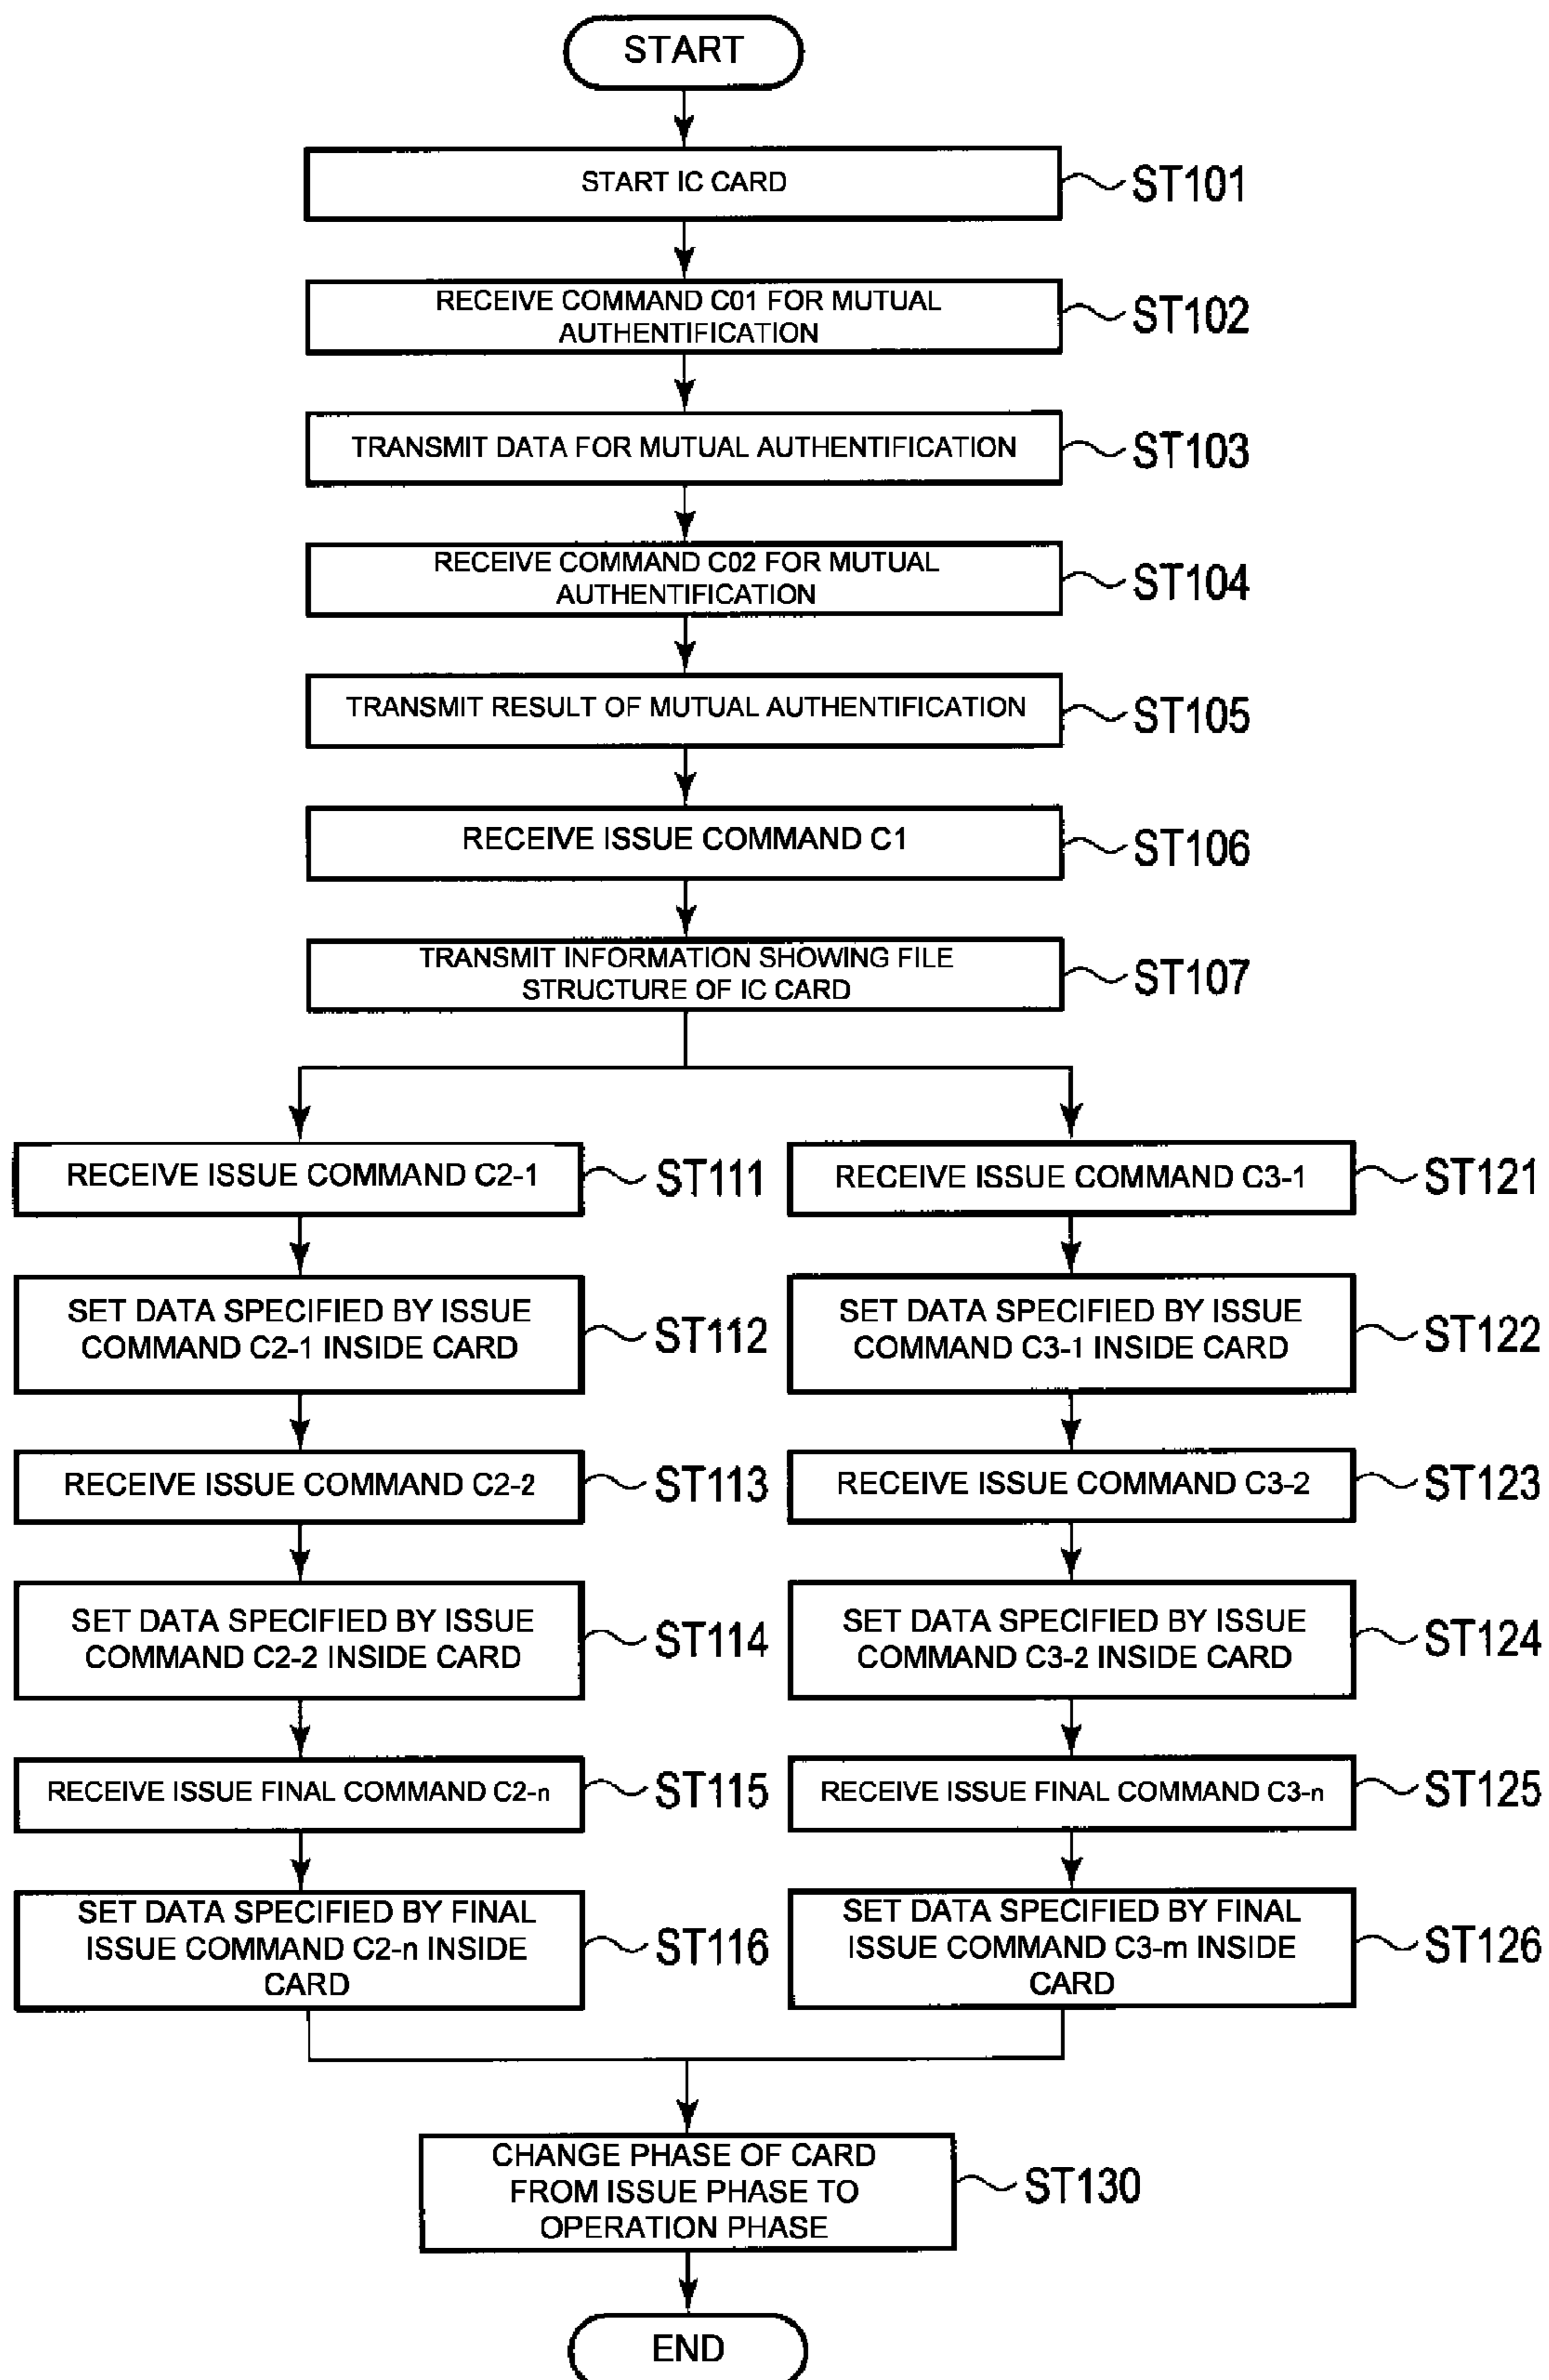 START
START IC CARD
ST101
RECEIVE COMMAND C01 FOR MUTUAL
AUTHENTIFICATION
ST102
TRANSMIT DATA FOR MUTUAL AUTHENTIFICATION
ST103
RECEIVE COMMAND C02 FOR MUTUAL
AUTHENTIFICATION
ST104
TRANSMIT RESULT OF MUTUAL AUTHENTIFICATION
ST105
RECEIVE ISSUE COMMAND C1
ST106
TRANSMIT INFORMATION SHOWING FILE
STRUCTURE OF IC CARD
ST107
RECEIVE ISSUE COMMAND C2-1
ST111
SET DATA SPECIFIED BY ISSUE
COMMAND C2-1 INSIDE CARD
ST112
RECEIVE ISSUE COMMAND C2-2
ST113
SET DATA SPECIFIED BY ISSUE
COMMAND C2-2 INSIDE CARD
ST114
RECEIVE ISSUE FINAL COMMAND C2-n
ST115
SET DATA SPECIFIED BY FINAL
ISSUE COMMAND C2-n INSIDE
CARD
ST116
RECEIVE ISSUE COMMAND C3-1
ST121
SET DATA SPECIFIED BY ISSUE
COMMAND C3-1 INSIDE CARD
ST122
RECEIVE ISSUE COMMAND C3-2
ST123
SET DATA SPECIFIED BY ISSUE
COMMAND C3-2 INSIDE CARD
ST124
RECEIVE ISSUE FINAL COMMAND C3-n
ST125
SET DATA SPECIFIED BY FINAL
ISSUE COMMAND C3-m INSIDE
CARD
ST126
CHANGE PHASE OF CARD
FROM ISSUE PHASE TO
OPERATION PHASE
ST130
END